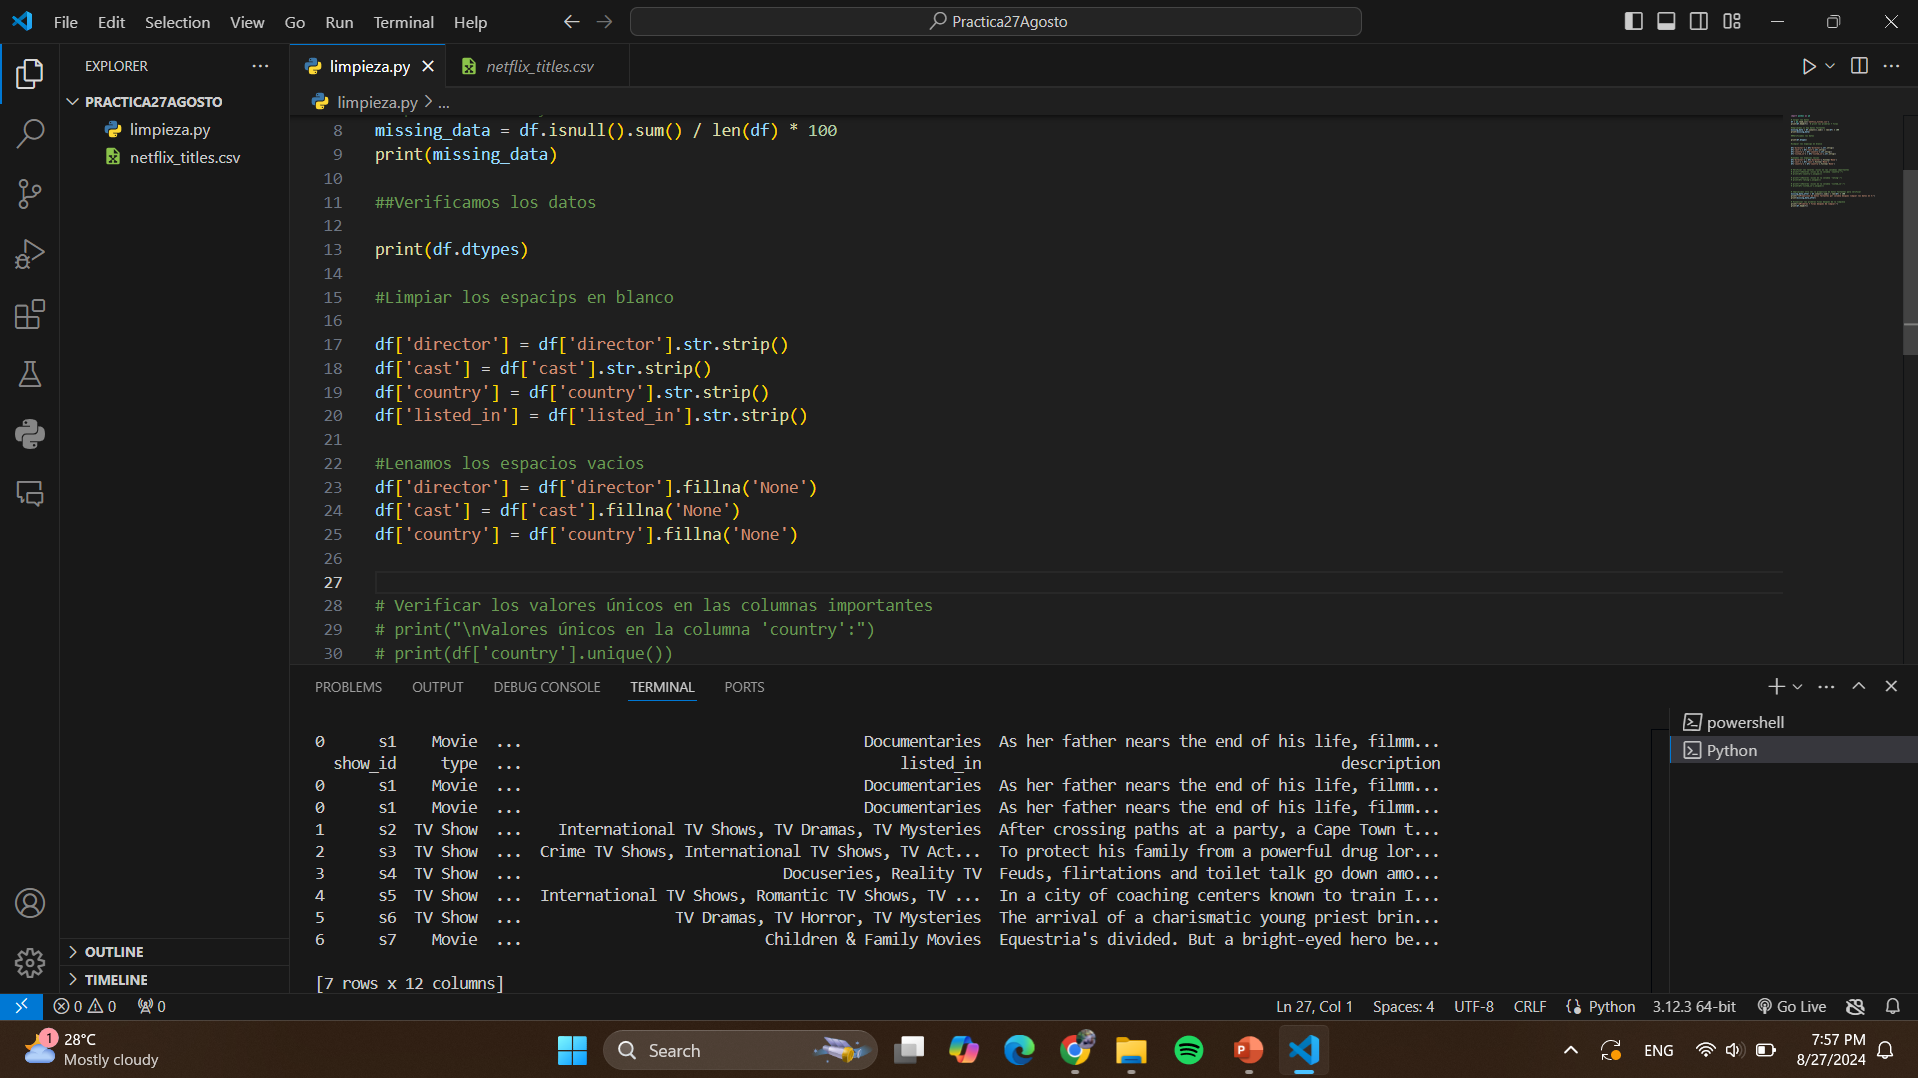 File Edit Selection View Go Run Terminal Help
Practica27Agosto
EXPLORER
PRACTICA27AGOSTO
limpieza.py
netflix_titles.csv
OUTLINE
TIMELINE
limpieza.py
netflix_titles.csv
limpieza.py > ...
8 missing_data = df.isnull().sum() / len(df) * 100
9 print(missing_data)
10
11 ##Verificamos los datos
12
13 print(df.dtypes)
14
15 #Limpiar los espacips en blanco
16
17 df['director'] = df['director'].str.strip()
18 df['cast'] = df['cast'].str.strip()
19 df['country'] = df['country'].str.strip()
20 df['listed_in'] = df['listed_in'].str.strip()
21
22 #Lenamos los espacios vacios
23 df['director'] = df['director'].fillna('None')
24 df['cast'] = df['cast'].fillna('None')
25 df['country'] = df['country'].fillna('None')
26
27
28 # Verificar los valores únicos en las columnas importantes
29 # print("\nValores únicos en la columna 'country':")
30 # print(df['country'].unique())
PROBLEMS OUTPUT DEBUG CONSOLE TERMINAL PORTS
0 s1 Movie ... Documentaries As her father nears the end of his life, filmm...
show_id type ... listed_in description
0 s1 Movie ... Documentaries As her father nears the end of his life, filmm...
0 s1 Movie ... Documentaries As her father nears the end of his life, filmm...
1 s2 TV Show ... International TV Shows, TV Dramas, TV Mysteries After crossing paths at a party, a Cape Town t...
2 s3 TV Show ... Crime TV Shows, International TV Shows, TV Act... To protect his family from a powerful drug lor...
3 s4 TV Show ... Docuseries, Reality TV Feuds, flirtations and toilet talk go down amo...
4 s5 TV Show ... International TV Shows, Romantic TV Shows, TV ... In a city of coaching centers known to train I...
5 s6 TV Show ... TV Dramas, TV Horror, TV Mysteries The arrival of a charismatic young priest brin...
6 s7 Movie ... Children & Family Movies Equestria's divided. But a bright-eyed hero be...
[7 rows x 12 columns]
powershell
Python
0 0 0 Ln 27, Col 1 Spaces: 4 UTF-8 CRLF Python 3.12.3 64-bit Go Live
1
28°C
Mostly cloudy
Search
ENG
7:57 PM
8/27/2024